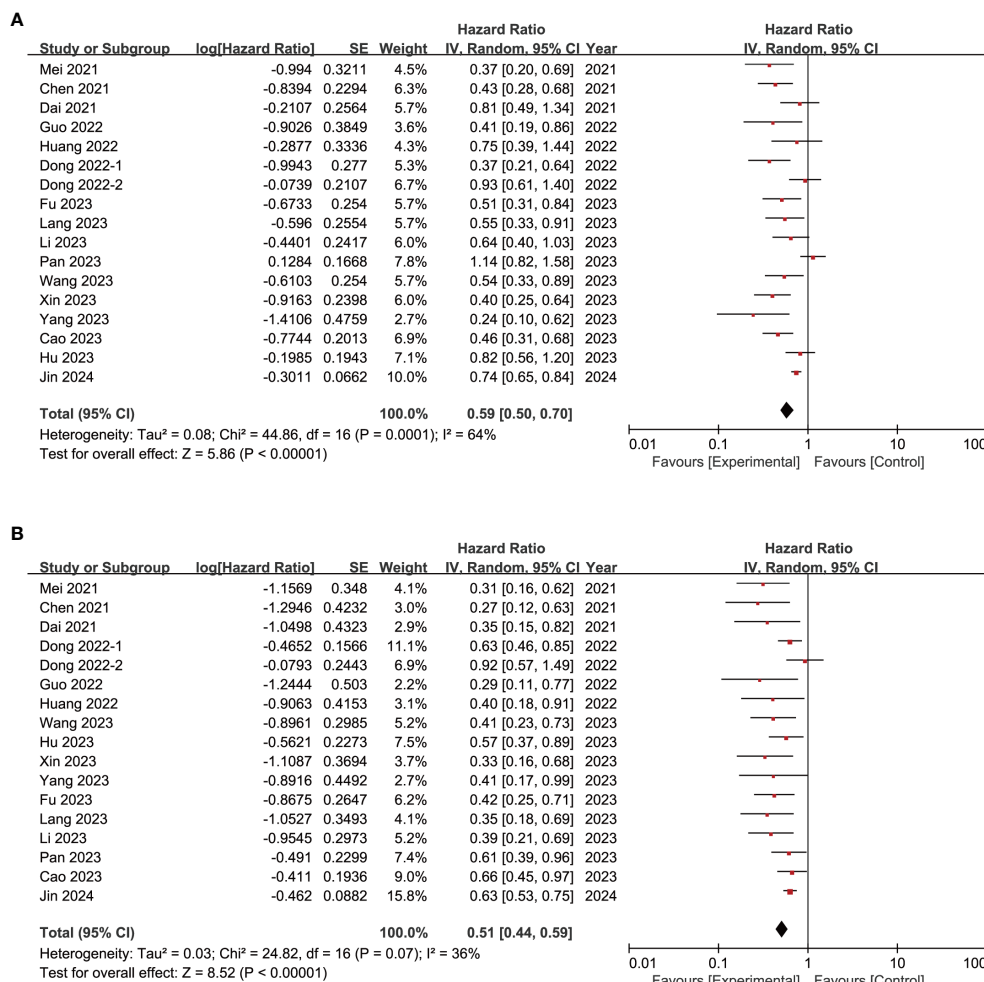 A
Hazard Ratio Hazard Ratio
Study or Subgroup log[Hazard Ratio] SE Weight IV, Random, 95% CI Year IV, Random, 95% CI
Mei 2021 -0.994 0.3211 4.5% 0.37 [0.20, 0.69] 2021
Chen 2021 -0.8394 0.2294 6.3% 0.43 [0.28, 0.68] 2021
Dai 2021 -0.2107 0.2564 5.7% 0.81 [0.49, 1.34] 2021
Guo 2022 -0.9026 0.3849 3.6% 0.41 [0.19, 0.86] 2022
Huang 2022 -0.2877 0.3336 4.3% 0.75 [0.39, 1.44] 2022
Dong 2022-1 -0.9943 0.277 5.3% 0.37 [0.21, 0.64] 2022
Dong 2022-2 -0.0739 0.2107 6.7% 0.93 [0.61, 1.40] 2022
Fu 2023 -0.6733 0.254 5.7% 0.51 [0.31, 0.84] 2023
Lang 2023 -0.596 0.2554 5.7% 0.55 [0.33, 0.91] 2023
Li 2023 -0.4401 0.2417 6.0% 0.64 [0.40, 1.03] 2023
Pan 2023 0.1284 0.1668 7.8% 1.14 [0.82, 1.58] 2023
Wang 2023 -0.6103 0.254 5.7% 0.54 [0.33, 0.89] 2023
Xin 2023 -0.9163 0.2398 6.0% 0.40 [0.25, 0.64] 2023
Yang 2023 -1.4106 0.4759 2.7% 0.24 [0.10, 0.62] 2023
Cao 2023 -0.7744 0.2013 6.9% 0.46 [0.31, 0.68] 2023
Hu 2023 -0.1985 0.1943 7.1% 0.82 [0.56, 1.20] 2023
Jin 2024 -0.3011 0.0662 10.0% 0.74 [0.65, 0.84] 2024
Total (95% CI) 100.0% 0.59 [0.50, 0.70]
Heterogeneity: Tau² = 0.08; Chi² = 44.86, df = 16 (P = 0.0001); I² = 64%
Test for overall effect: Z = 5.86 (P < 0.00001)
0.01 0.1 1 10 100
Favours [Experimental] Favours [Control]
B
Hazard Ratio Hazard Ratio
Study or Subgroup log[Hazard Ratio] SE Weight IV, Random, 95% CI Year IV, Random, 95% CI
Mei 2021 -1.1569 0.348 4.1% 0.31 [0.16, 0.62] 2021
Chen 2021 -1.2946 0.4232 3.0% 0.27 [0.12, 0.63] 2021
Dai 2021 -1.0498 0.4323 2.9% 0.35 [0.15, 0.82] 2021
Dong 2022-1 -0.4652 0.1566 11.1% 0.63 [0.46, 0.85] 2022
Dong 2022-2 -0.0793 0.2443 6.9% 0.92 [0.57, 1.49] 2022
Guo 2022 -1.2444 0.503 2.2% 0.29 [0.11, 0.77] 2022
Huang 2022 -0.9063 0.4153 3.1% 0.40 [0.18, 0.91] 2022
Wang 2023 -0.8961 0.2985 5.2% 0.41 [0.23, 0.73] 2023
Hu 2023 -0.5621 0.2273 7.5% 0.57 [0.37, 0.89] 2023
Xin 2023 -1.1087 0.3694 3.7% 0.33 [0.16, 0.68] 2023
Yang 2023 -0.8916 0.4492 2.7% 0.41 [0.17, 0.99] 2023
Fu 2023 -0.8675 0.2647 6.2% 0.42 [0.25, 0.71] 2023
Lang 2023 -1.0527 0.3493 4.1% 0.35 [0.18, 0.69] 2023
Li 2023 -0.9545 0.2973 5.2% 0.39 [0.21, 0.69] 2023
Pan 2023 -0.491 0.2299 7.4% 0.61 [0.39, 0.96] 2023
Cao 2023 -0.411 0.1936 9.0% 0.66 [0.45, 0.97] 2023
Jin 2024 -0.462 0.0882 15.8% 0.63 [0.53, 0.75] 2024
Total (95% CI) 100.0% 0.51 [0.44, 0.59]
Heterogeneity: Tau² = 0.03; Chi² = 24.82, df = 16 (P = 0.07); I² = 36%
Test for overall effect: Z = 8.52 (P < 0.00001)
0.01 0.1 1 10 100
Favours [Experimental] Favours [Control]